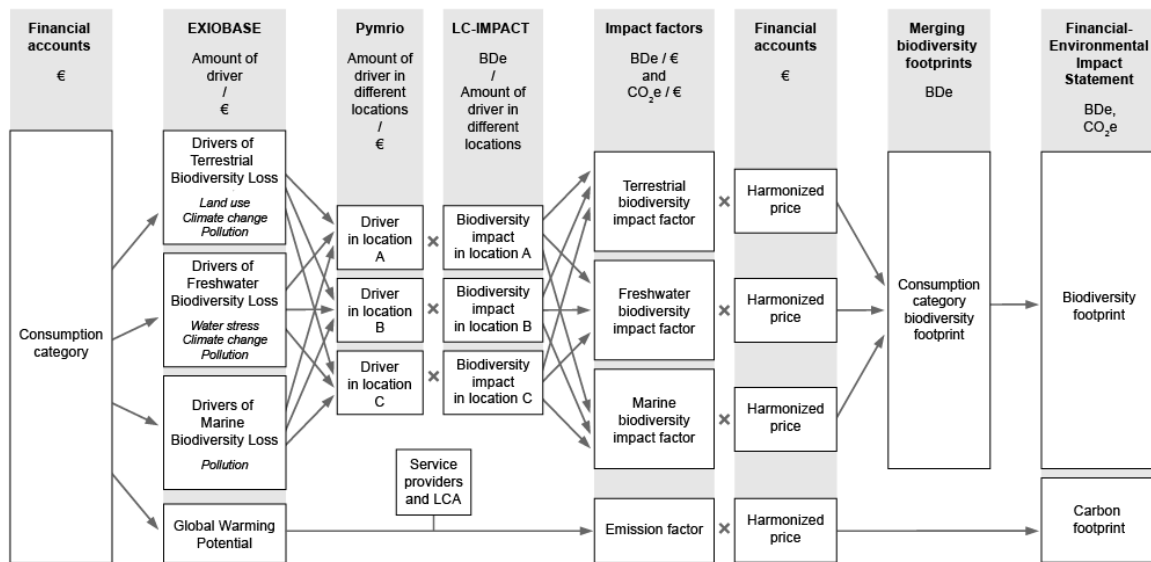 Financial
accounts
€
EXIOBASE
Amount of
driver
/
€
Pymrio
Amount of
driver in
different
locations
/
€
LC-IMPACT
BDe
/
Amount of
driver in
different
locations
Impact factors
BDe / €
and
CO₂e / €
Financial
accounts
€
Merging
biodiversity
footprints
BDe
Financial-
Environmental
Impact
Statement
BDe,
CO₂e
Consumption
category
Drivers of
Terrestrial
Biodiversity Loss
Land use
Climate change
Pollution
Drivers of
Freshwater
Biodiversity Loss
Water stress
Climate change
Pollution
Drivers of
Marine
Biodiversity Loss
Pollution
Global Warming
Potential
Driver
in location
A
×
Biodiversity
impact
in location A
Driver
in location
B
×
Biodiversity
impact
in location B
Driver
in location
C
×
Biodiversity
impact
in location C
Service
providers
and LCA
Terrestrial
biodiversity
impact factor
×
Harmonized
price
Freshwater
biodiversity
impact factor
×
Harmonized
price
Marine
biodiversity
impact factor
×
Harmonized
price
Emission factor
×
Harmonized
price
Consumption
category
biodiversity
footprint
Biodiversity
footprint
Carbon
footprint